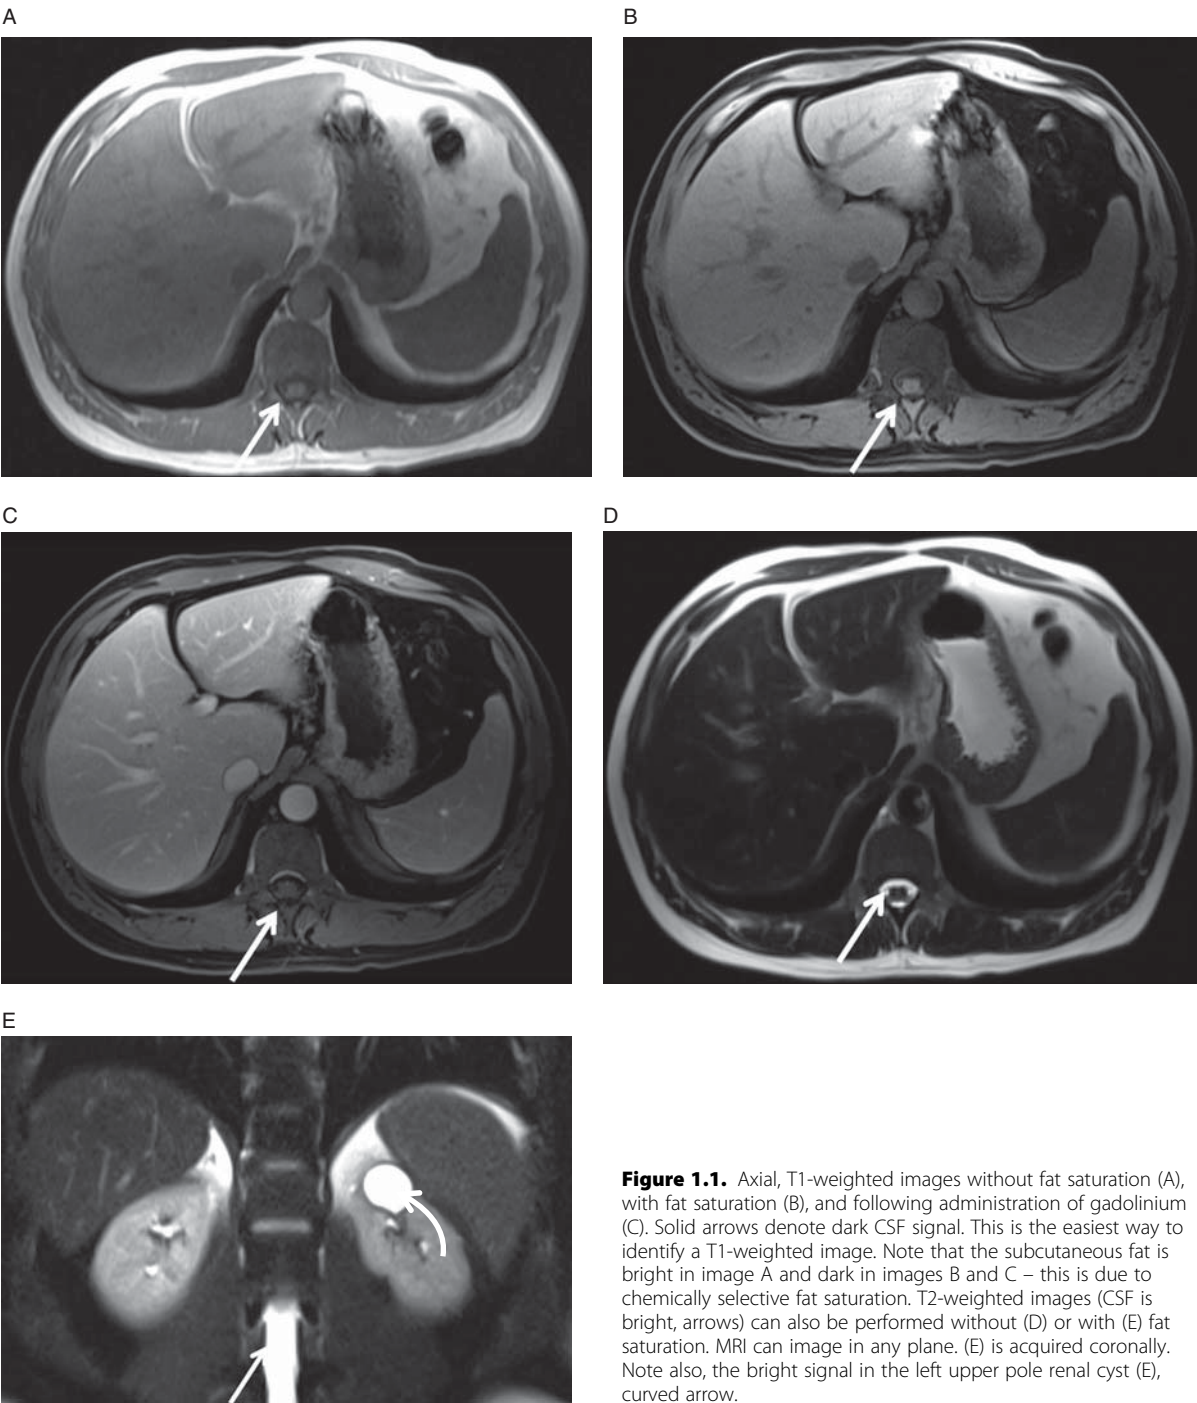 A
B
C
D
E
Figure 1.1. Axial, T1-weighted images without fat saturation (A),
with fat saturation (B), and following administration of gadolinium
(C). Solid arrows denote dark CSF signal. This is the easiest way to
identify a T1-weighted image. Note that the subcutaneous fat is
bright in image A and dark in images B and C – this is due to
chemically selective fat saturation. T2-weighted images (CSF is
bright, arrows) can also be performed without (D) or with (E) fat
saturation. MRI can image in any plane. (E) is acquired coronally.
Note also, the bright signal in the left upper pole renal cyst (E),
curved arrow.